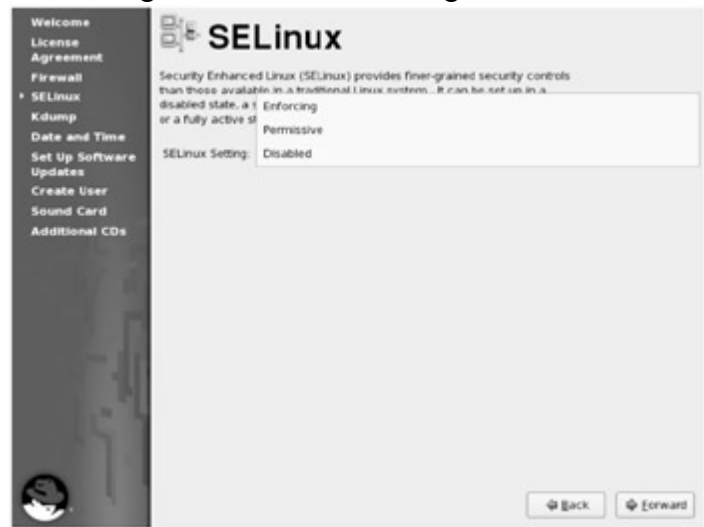 Welcome
License
Agreement
Firewall
SELinux
Kdump
Date and Time
Set Up Software
Updates
Create User
Sound Card
Additional CDs
SELinux
Security Enhanced Linux (SELinux) provides finer-grained security controls
than those available in a traditional Linux system. It can be set up in a
disabled state, a
or a fully active
Enforcing
Permissive
SELinux Setting: Disabled
Back
Forward